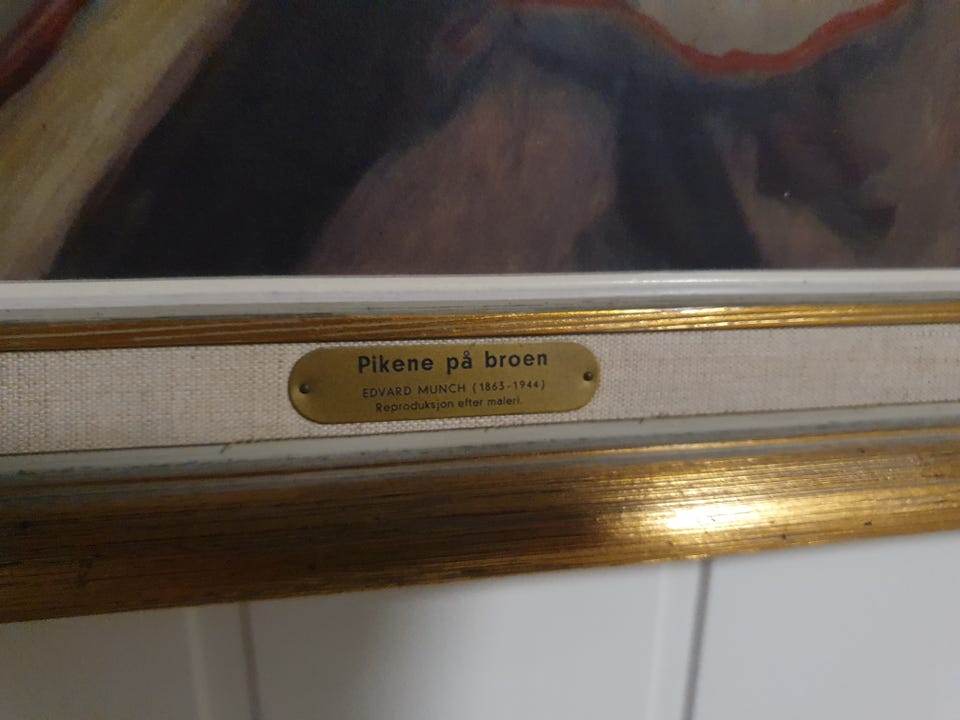 Pikene på broen
EDVARD MUNCH (1863-1944)
Reproduksjon efter maleri.